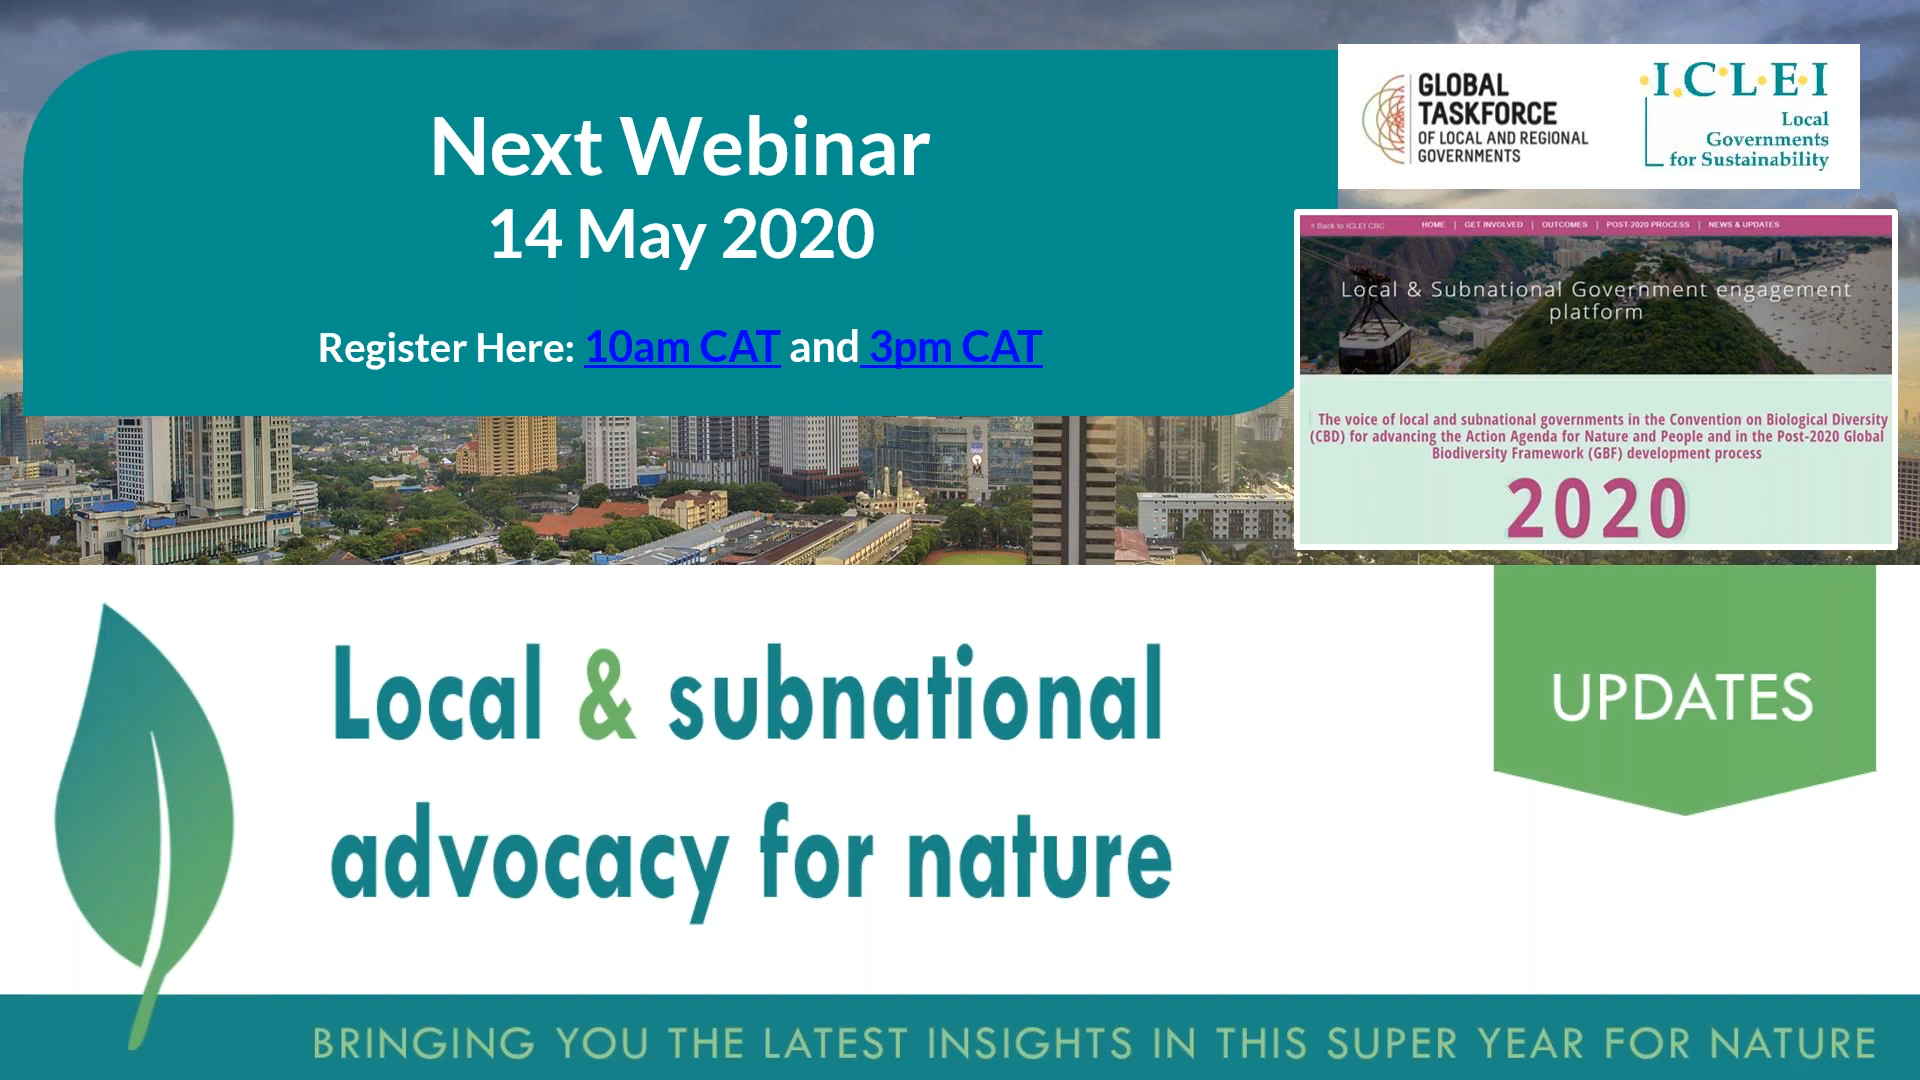 Next Webinar
14 May 2020
Register Here: 10am CAT and 3pm CAT
GLOBAL
TASKFORCE
OF LOCAL AND REGIONAL
GOVERNMENTS
I.C.L.E.I
Local
Governments
for Sustainability
< Back to ICLEI CBC HOME | GET INVOLVED | OUTCOMES | POST-2020 PROCESS | NEWS & UPDATES
Local & Subnational Government engagement
platform
The voice of local and subnational governments in the Convention on Biological Diversity
(CBD) for advancing the Action Agenda for Nature and People and in the Post-2020 Global
Biodiversity Framework (GBF) development process
2020
Local & subnational
advocacy for nature
UPDATES
BRINGING YOU THE LATEST INSIGHTS IN THIS SUPER YEAR FOR NATURE